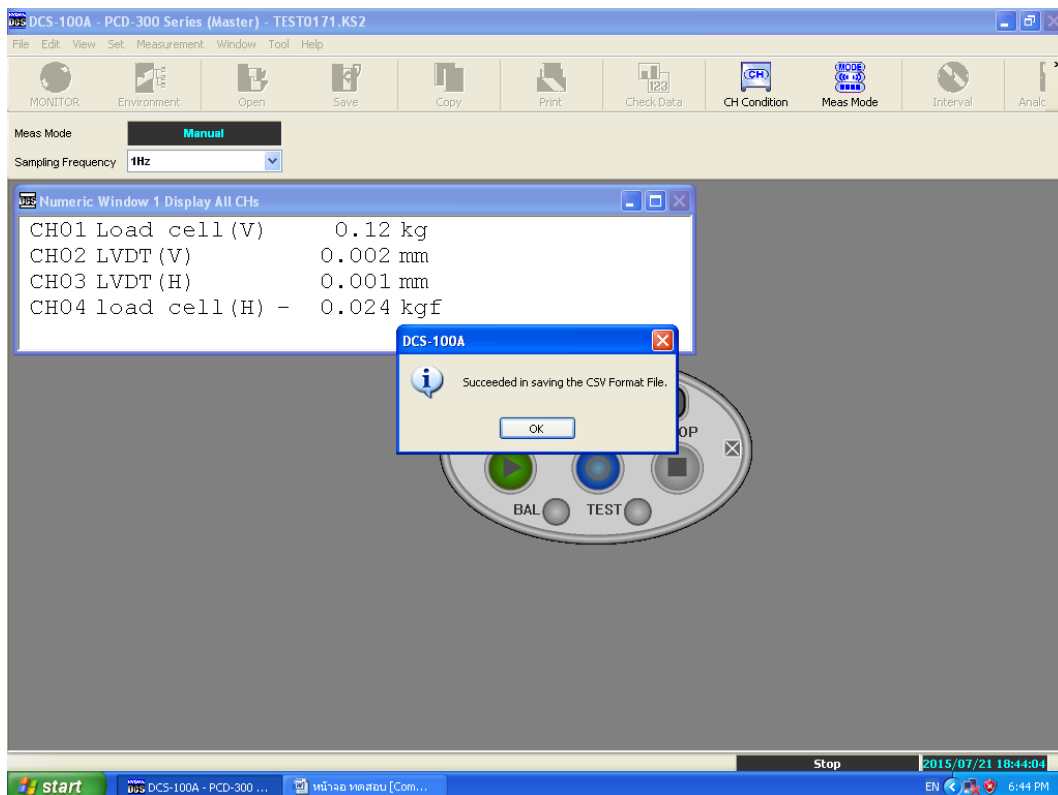 DCS DCS-100A - PCD-300 Series (Master) - TEST0171.KS2
File Edit View Set Measurement Window Tool Help
MONITOR Environment Open Save Copy Print Check Data CH Condition Meas Mode Interval Analc
Meas Mode Manual
Sampling Frequency 1Hz
DCS Numeric Window 1 Display All CHs
CH01 Load cell(V) 0.12 kg
CH02 LVDT(V) 0.002 mm
CH03 LVDT(H) 0.001 mm
CH04 load cell(H) - 0.024 kgf
DCS-100A
Succeeded in saving the CSV Format File.
OK
OP
BAL TEST
Stop 2015/07/21 18:44:04
start DCS DCS-100A - PCD-300 ... หน้าจอ ทดสอบ [Com... EN 6:44 PM